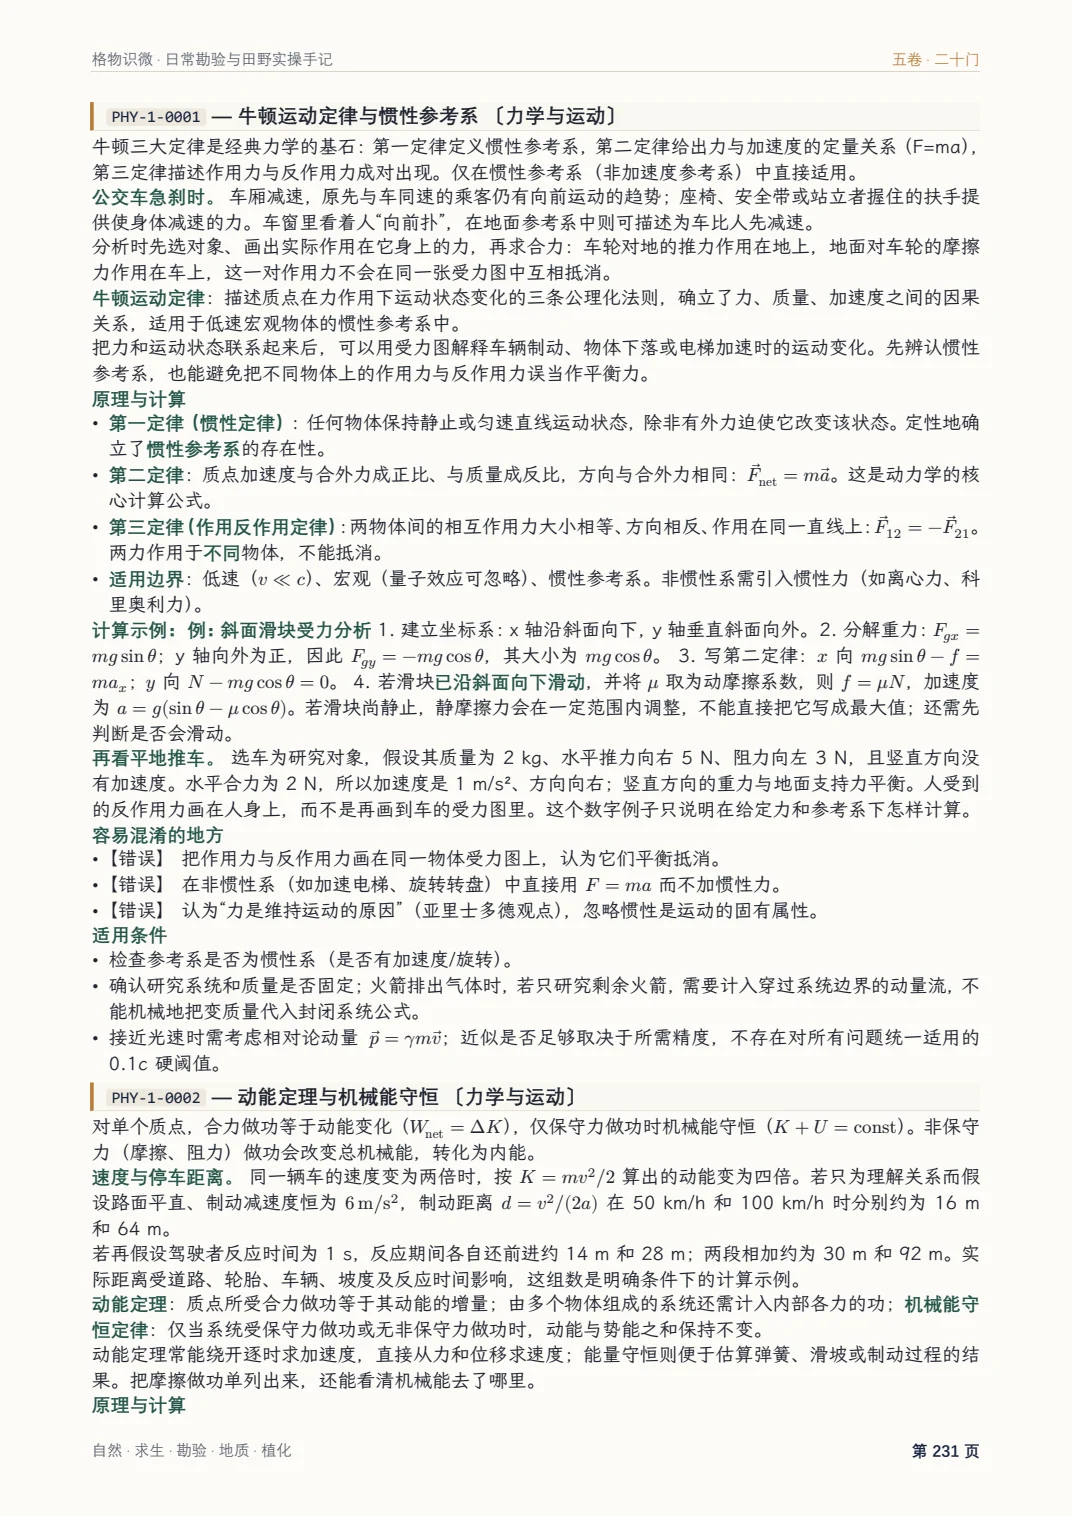 格物识微 · 日常勘验与田野实操手记
五卷 · 二十门
PHY-1-0001 — 牛顿运动定律与惯性参考系 〔力学与运动〕
牛顿三大定律是经典力学的基石：第一定律定义惯性参考系，第二定律给出力与加速度的定量关系（F=ma），
第三定律描述作用力与反作用力成对出现。仅在惯性参考系（非加速度参考系）中直接适用。
公交车急刹时。 车厢减速，原先与车同速的乘客仍有向前运动的趋势；座椅、安全带或站立者握住的扶手提
供使身体减速的力。车窗里看着人“向前扑”，在地面参考系中则可描述为车比人先减速。
分析时先选对象、画出实际作用在它身上的力，再求合力：车轮对地的推力作用在地上，地面对车轮的摩擦
力作用在车上，这一对作用力不会在同一张受力图中互相抵消。
牛顿运动定律：描述质点在力作用下运动状态变化的三条公理化法则，确立了力、质量、加速度之间的因果
关系，适用于低速宏观物体的惯性参考系中。
把力和运动状态联系起来后，可以用受力图解释车辆制动、物体下落或电梯加速时的运动变化。先辨认惯性
参考系，也能避免把不同物体上的作用力与反作用力误当作平衡力。
原理与计算
• 第一定律（惯性定律）：任何物体保持静止或匀速直线运动状态，除非有外力迫使它改变该状态。定性地确
立了惯性参考系的存在性。
• 第二定律：质点加速度与合外力成正比、与质量成反比，方向与合外力相同：$\vec{F}_{\text{net}} = m\vec{a}$。这是动力学的核
心计算公式。
• 第三定律（作用反作用定律）：两物体间的相互作用力大小相等、方向相反、作用在同一直线上：$\vec{F}_{12} = -\vec{F}_{21}$。
两力作用于不同物体，不能抵消。
• 适用边界：低速（$v \ll c$）、宏观（量子效应可忽略）、惯性参考系。非惯性系需引入惯性力（如离心力、科
里奥利力）。
计算示例：例：斜面滑块受力分析 1. 建立坐标系：x 轴沿斜面向下，y 轴垂直斜面向外。2. 分解重力：$F_{gx} =$
$mg \sin\theta$；y 轴向外为正，因此 $F_{gy} = -mg \cos\theta$，其大小为 $mg \cos\theta$。 3. 写第二定律：$x$ 向 $mg \sin\theta - f =$
$ma_x$；$y$ 向 $N - mg \cos\theta = 0$。 4. 若滑块已沿斜面向下滑动，并将 $\mu$ 取为动摩擦系数，则 $f = \mu N$，加速度
为 $a = g(\sin\theta - \mu \cos\theta)$。若滑块尚静止，静摩擦力会在一定范围内调整，不能直接把它写成最大值；还需先
判断是否会滑动。
再看平地推车。 选车为研究对象，假设其质量为 2 kg、水平推力向右 5 N、阻力向左 3 N，且竖直方向没
有加速度。水平合力为 2 N，所以加速度是 1 m/s²、方向向右；竖直方向的重力与地面支持力平衡。人受到
的反作用力画在人身上，而不是再画到车的受力图里。这个数字例子只说明在给定力和参考系下怎样计算。
容易混淆的地方
• 【错误】 把作用力与反作用力画在同一物体受力图上，认为它们平衡抵消。
• 【错误】 在非惯性系（如加速电梯、旋转转盘）中直接用 $F = ma$ 而不加惯性力。
• 【错误】 认为“力是维持运动的原因”（亚里士多德观点），忽略惯性是运动的固有属性。
适用条件
• 检查参考系是否为惯性系（是否有加速度/旋转）。
• 确认研究系统和质量是否固定；火箭排出气体时，若只研究剩余火箭，需要计入穿过系统边界的动量流，不
能机械地把变质量代入封闭系统公式。
• 接近光速时需考虑相对论动量 $\vec{p} = \gamma m\vec{v}$；近似是否足够取决于所需精度，不存在对所有问题统一适用的
0.1c 硬阈值。
PHY-1-0002 — 动能定理与机械能守恒 〔力学与运动〕
对单个质点，合力做功等于动能变化（$W_{\text{net}} = \Delta K$），仅保守力做功时机械能守恒（$K + U = \text{const}$）。非保守
力（摩擦、阻力）做功会改变总机械能，转化为内能。
速度与停车距离。 同一辆车的速度变为两倍时，按 $K = mv^2/2$ 算出的动能变为四倍。若只为理解关系而假
设路面平直、制动减速度恒为 $6\,\text{m/s}^2$，制动距离 $d = v^2/(2a)$ 在 50 km/h 和 100 km/h 时分别约为 16 m
和 64 m。
若再假设驾驶者反应时间为 1 s，反应期间各自还前进约 14 m 和 28 m；两段相加约为 30 m 和 92 m。实
际距离受道路、轮胎、车辆、坡度及反应时间影响，这组数是明确条件下的计算示例。
动能定理：质点所受合力做功等于其动能的增量；由多个物体组成的系统还需计入内部各力的功；机械能守
恒定律：仅当系统受保守力做功或无非保守力做功时，动能与势能之和保持不变。
动能定理常能绕开逐时求加速度，直接从力和位移求速度；能量守恒则便于估算弹簧、滑坡或制动过程的结
果。把摩擦做功单列出来，还能看清机械能去了哪里。
原理与计算
自然 · 求生 · 勘验 · 地质 · 植化
第 231 页